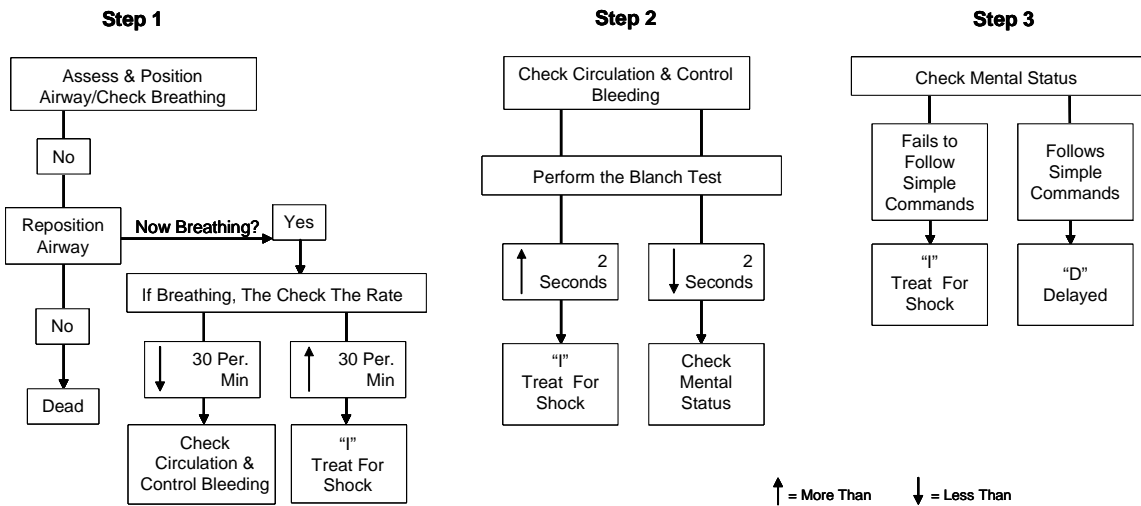 Step 1
Assess & Position
Airway/Check Breathing
No
Reposition
Airway
Now Breathing?
Yes
If Breathing, The Check The Rate
No
30 Per.
Min
30 Per.
Min
Dead
Check
Circulation &
Control Bleeding
“I”
Treat For
Shock
Step 2
Check Circulation & Control
Bleeding
Perform the Blanch Test
2
Seconds
2
Seconds
“I”
Treat For
Shock
Check
Mental
Status
Step 3
Check Mental Status
Fails to
Follow
Simple
Commands
Follows
Simple
Commands
“I”
Treat For
Shock
“D”
Delayed
= More Than
= Less Than